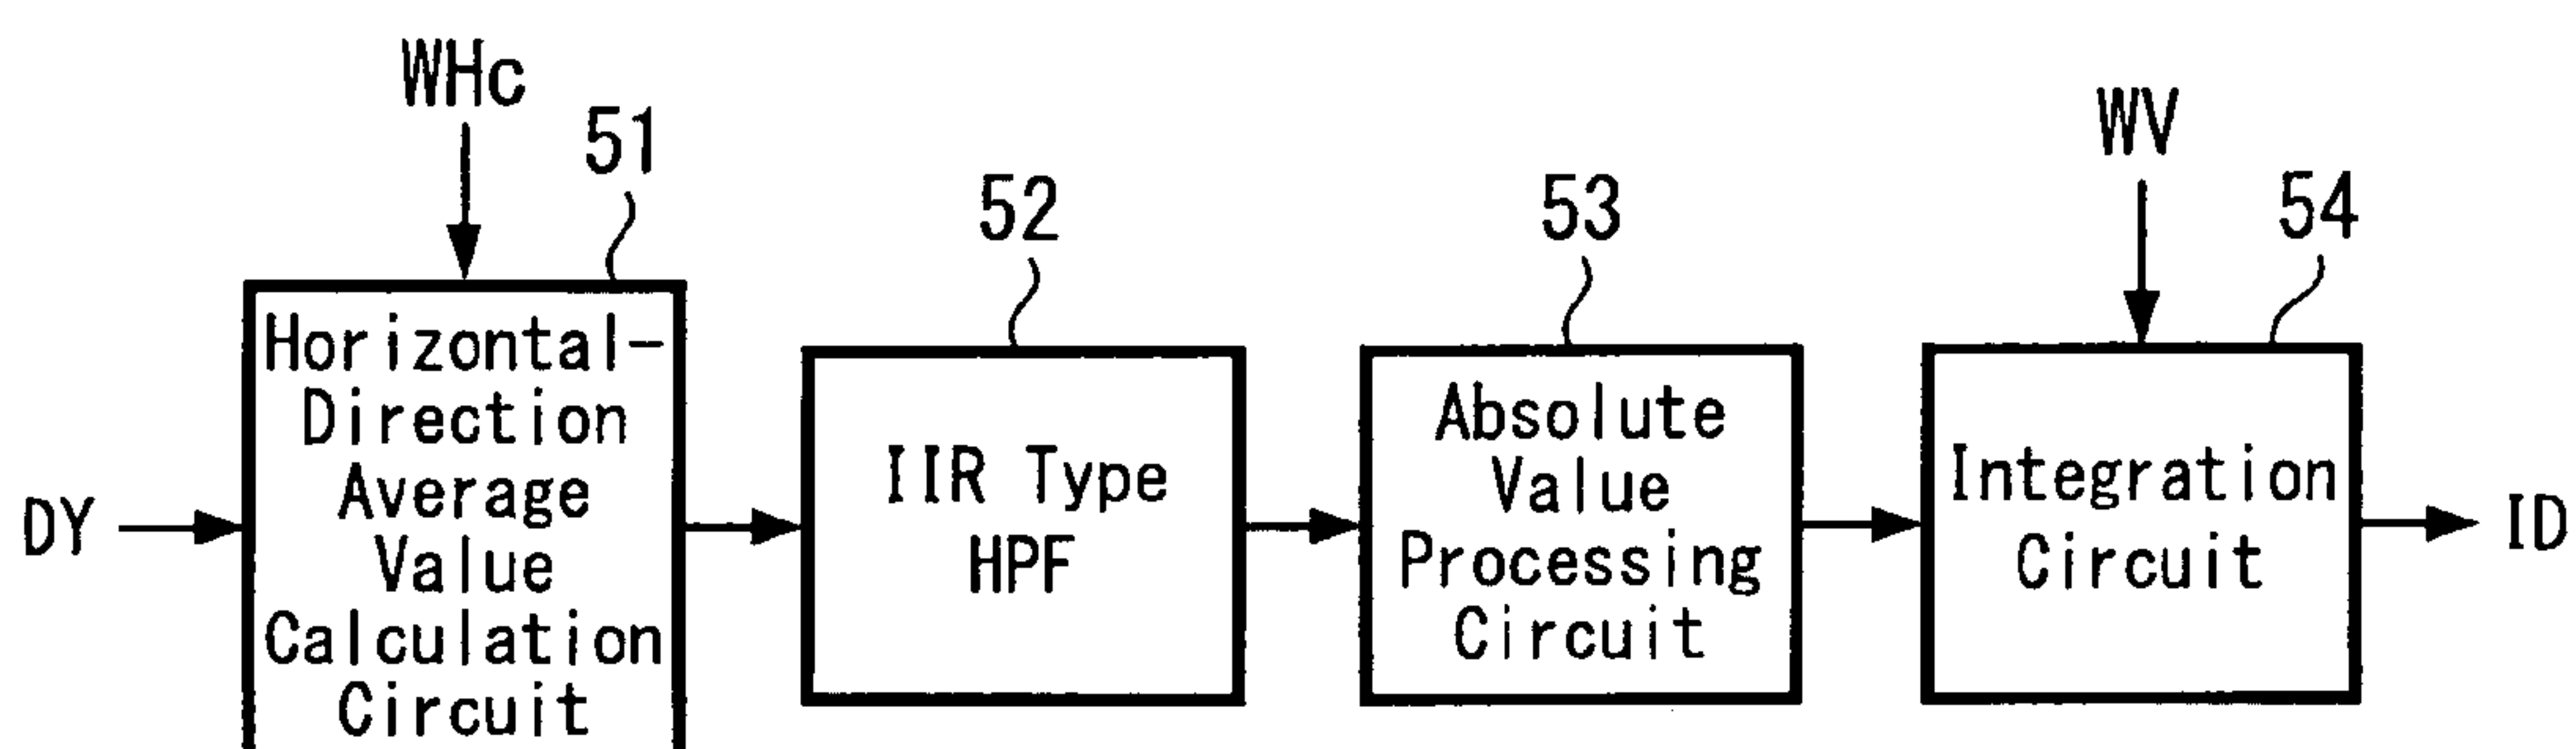 WHc
51
Horizontal-
Direction
Average
Value
Calculation
Circuit
DY
52
IIR Type
HPF
53
Absolute
Value
Processing
Circuit
WV
54
Integration
Circuit
ID